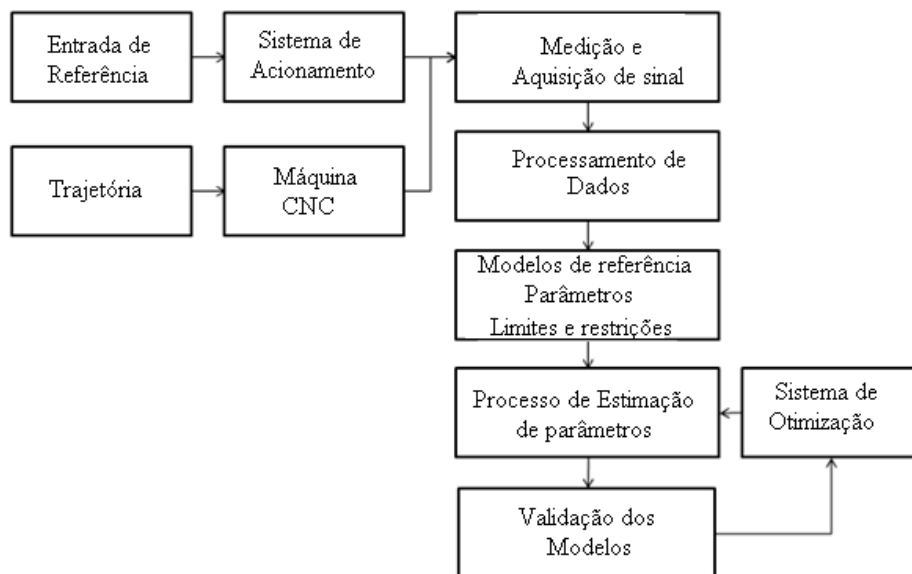 Entrada de
Referência
Sistema de
Acionamento
Medição e
Aquisição de sinal
Trajetória
Máquina
CNC
Processamento de
Dados
Modelos de referência
Parâmetros
Limites e restrições
Processo de Estimação
de parâmetros
Sistema de
Otimização
Validação dos
Modelos